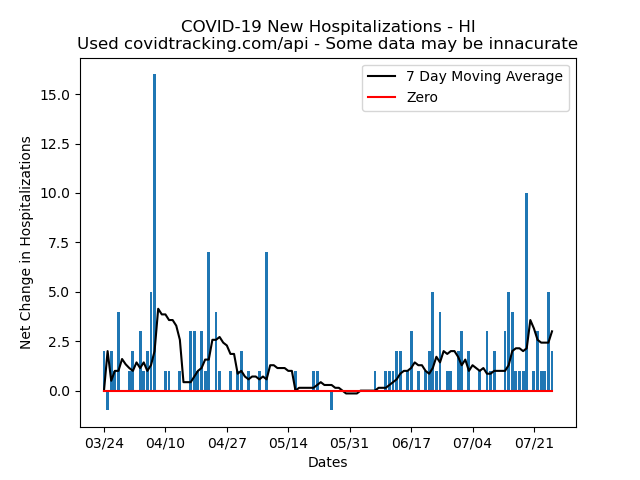 COVID-19 New Hospitalizations - HI
Used covidtracking.com/api - Some data may be innacurate
7 Day Moving Average
Zero
Net Change in Hospitalizations
15.0
12.5
10.0
7.5
5.0
2.5
0.0
03/24 04/10 04/27 05/14 05/31 06/17 07/04 07/21
Dates